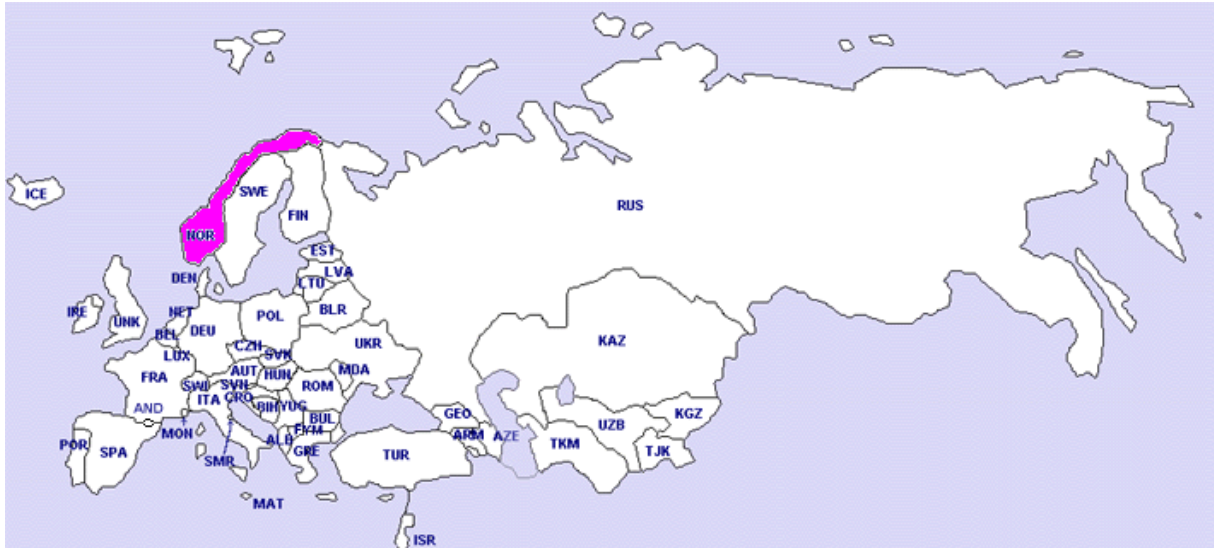 ICE
SWE
RUS
FIN
NOR
EST
DEN
LVA
LTU
IRE
NET
POL
BLR
UNK
DEU
BEL
UKR
KAZ
CZH
LUX
SVK
AUT
MDA
HUN
FRA
SWI
SVN
ROM
ITA
CRO
AND
BIH
YUG
GEO
KGZ
BUL
UZB
MON
FYM
ARM
AZE
ALB
POR
TKM
SPA
GRE
TJK
TUR
SMR
MAT
ISR